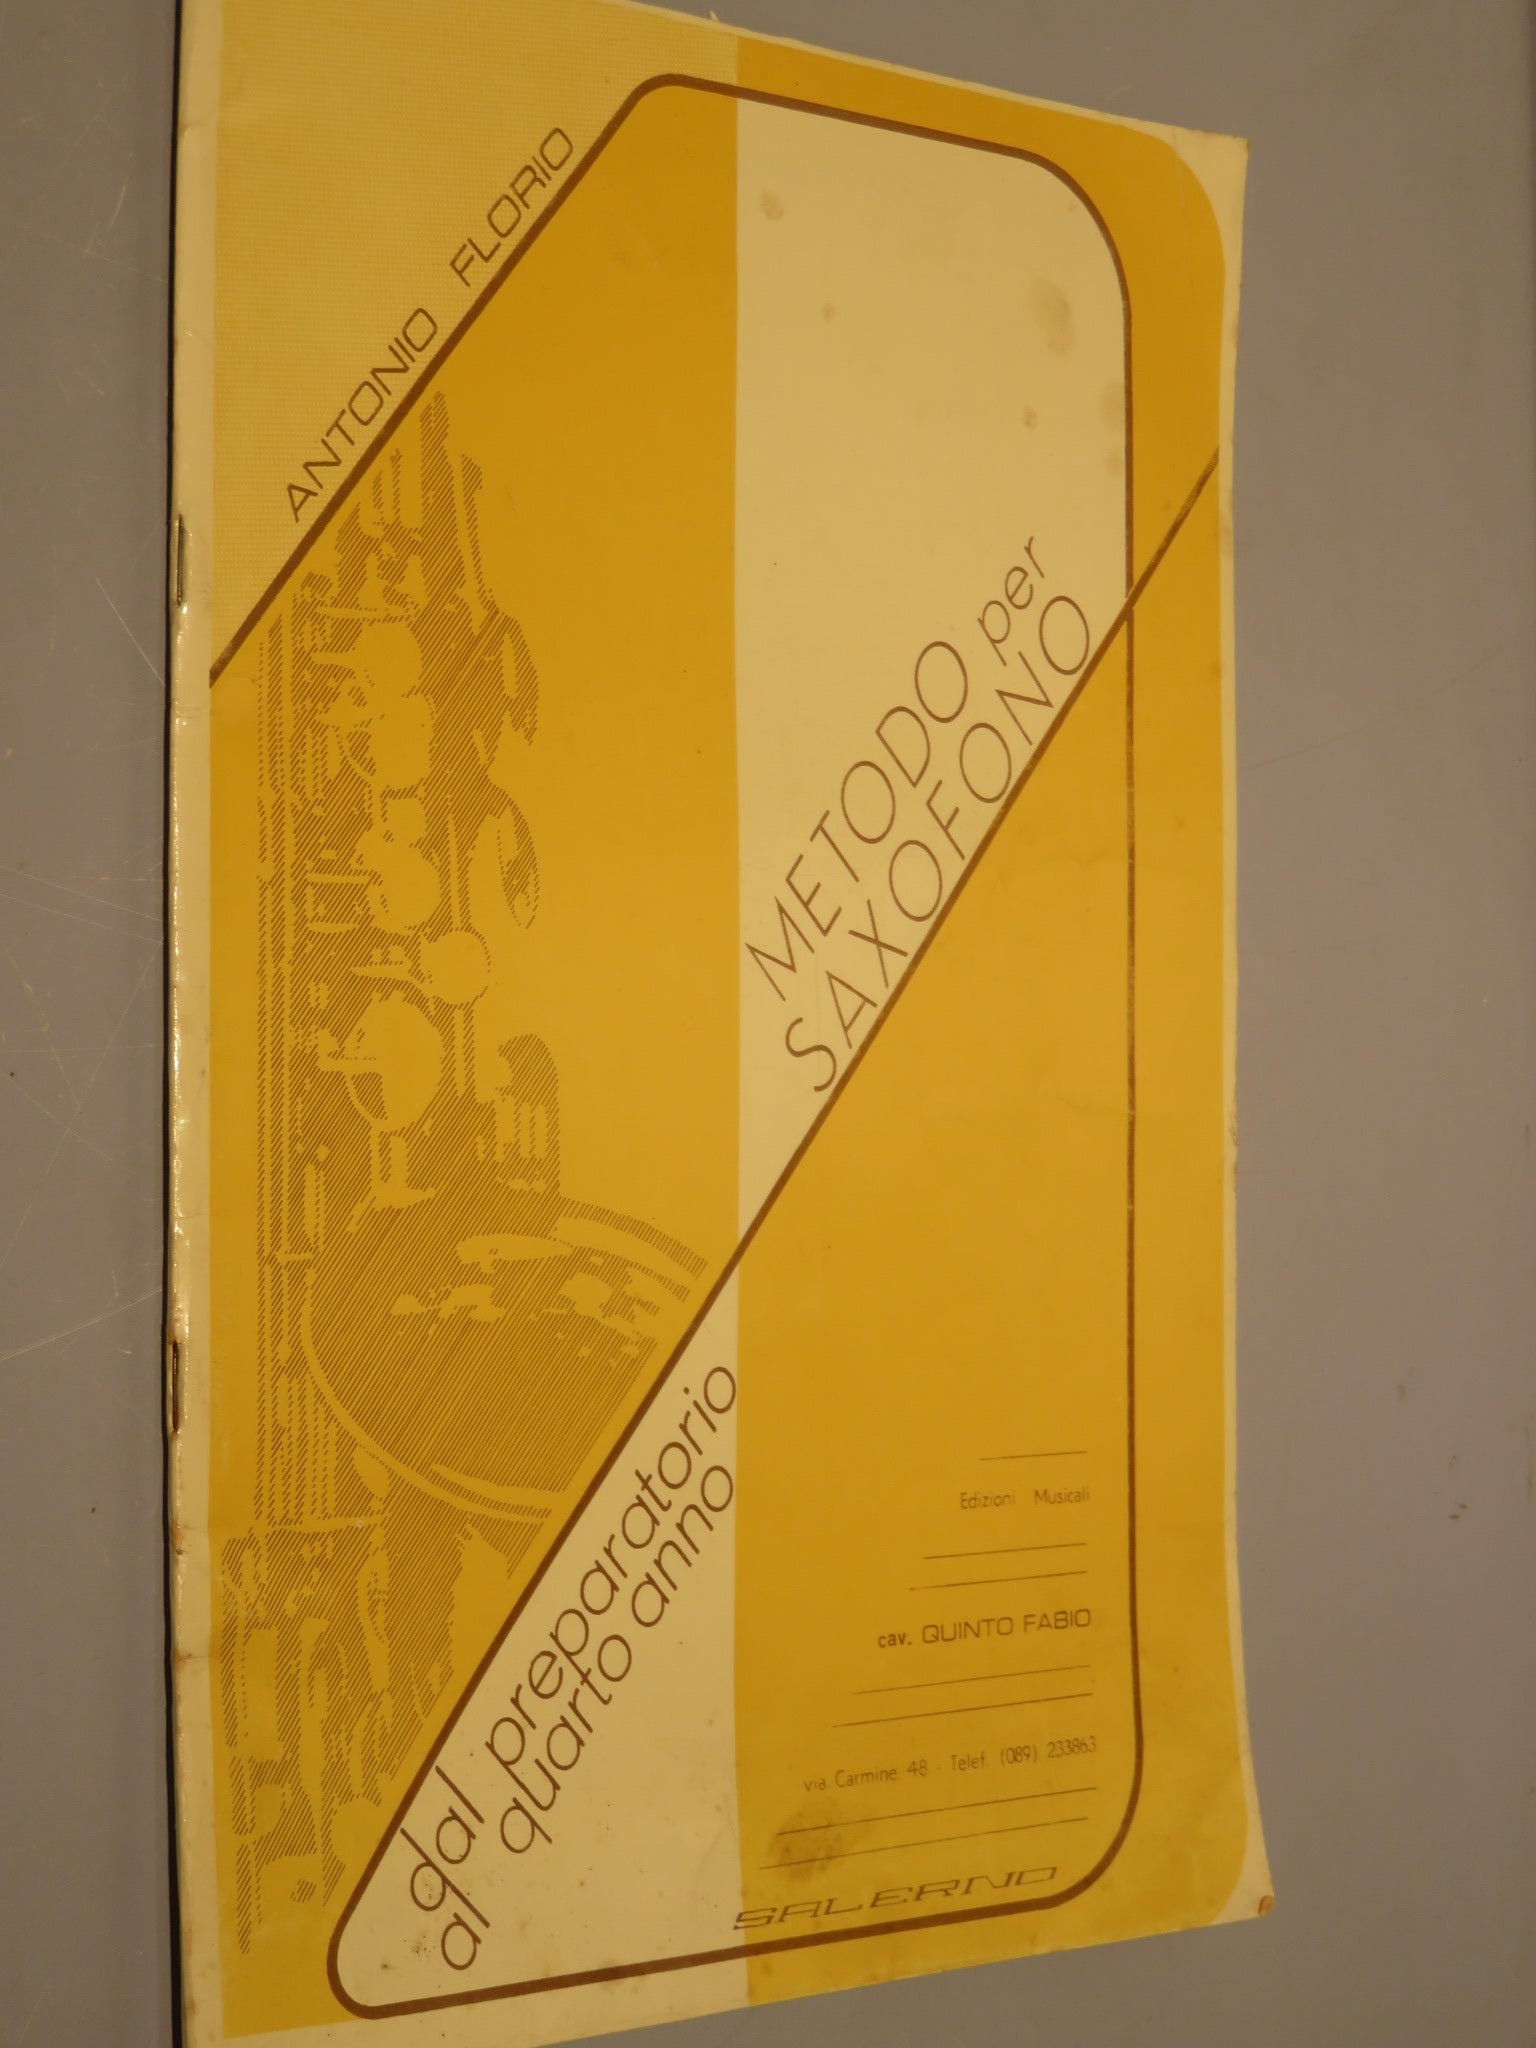 ANTONIO FLORIO
METODO per
SAXOFONO
dal preparatorio
al quarto anno
Edizioni Musicali
cav. QUINTO FABIO
via Carmine 48 - Telef. (089) 233863
SALERNO